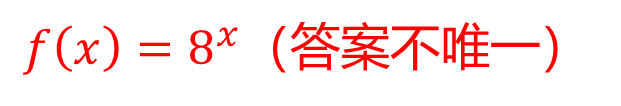 f(x) = 8^x（答案不唯一）